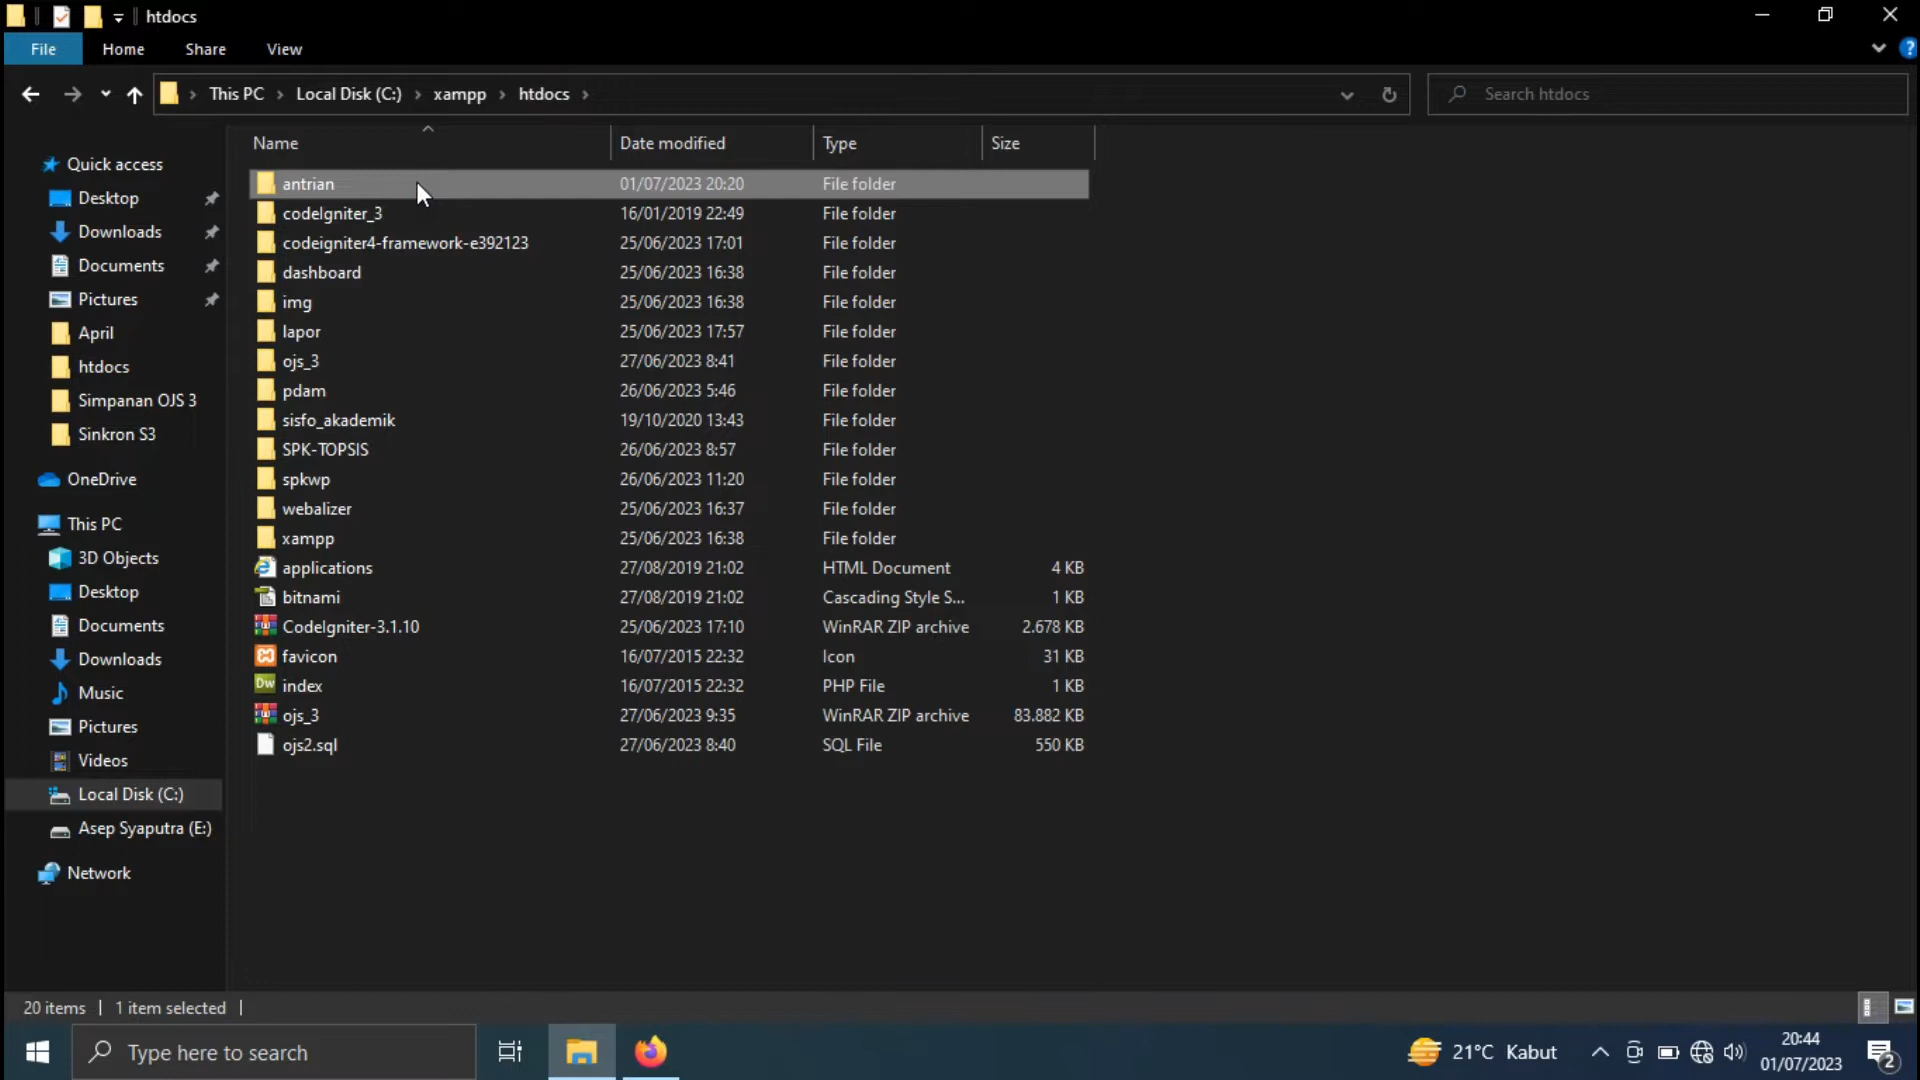 htdocs
File Home Share View
This PC Local Disk (C:) xampp htdocs
Search htdocs
Name Date modified Type Size
Quick access
Desktop
Downloads
Documents
Pictures
April
htdocs
Simpanan OJS 3
Sinkron S3
OneDrive
This PC
3D Objects
Desktop
Documents
Downloads
Music
Pictures
Videos
Local Disk (C:)
Asep Syaputra (E:)
Network
antrian 01/07/2023 20:20 File folder
codeIgniter_3 16/01/2019 22:49 File folder
codeigniter4-framework-e392123 25/06/2023 17:01 File folder
dashboard 25/06/2023 16:38 File folder
img 25/06/2023 16:38 File folder
lapor 25/06/2023 17:57 File folder
ojs_3 27/06/2023 8:41 File folder
pdam 26/06/2023 5:46 File folder
sisfo_akademik 19/10/2020 13:43 File folder
SPK-TOPSIS 26/06/2023 8:57 File folder
spkwp 26/06/2023 11:20 File folder
webalizer 25/06/2023 16:37 File folder
xampp 25/06/2023 16:38 File folder
applications 27/08/2019 21:02 HTML Document 4 KB
bitnami 27/08/2019 21:02 Cascading Style S... 1 KB
CodeIgniter-3.1.10 25/06/2023 17:10 WinRAR ZIP archive 2.678 KB
favicon 16/07/2015 22:32 Icon 31 KB
Dw index 16/07/2015 22:32 PHP File 1 KB
ojs_3 27/06/2023 9:35 WinRAR ZIP archive 83.882 KB
ojs2.sql 27/06/2023 8:40 SQL File 550 KB
20 items 1 item selected
Type here to search
21°C Kabut
20:44
01/07/2023
2